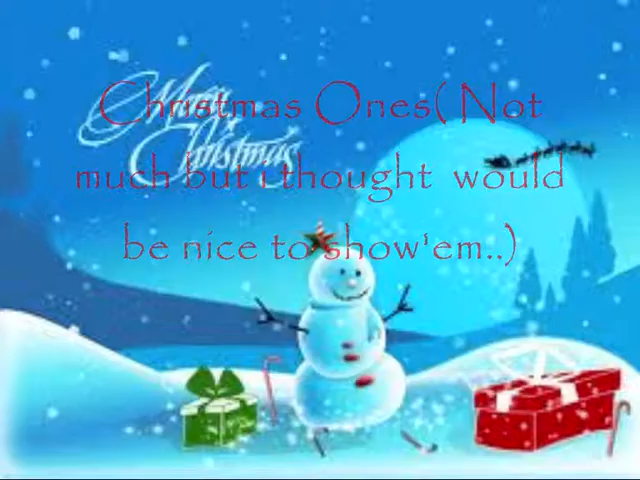 Merry
Christmas
Christmas Ones( Not
much but i thought would
be nice to show'em..)